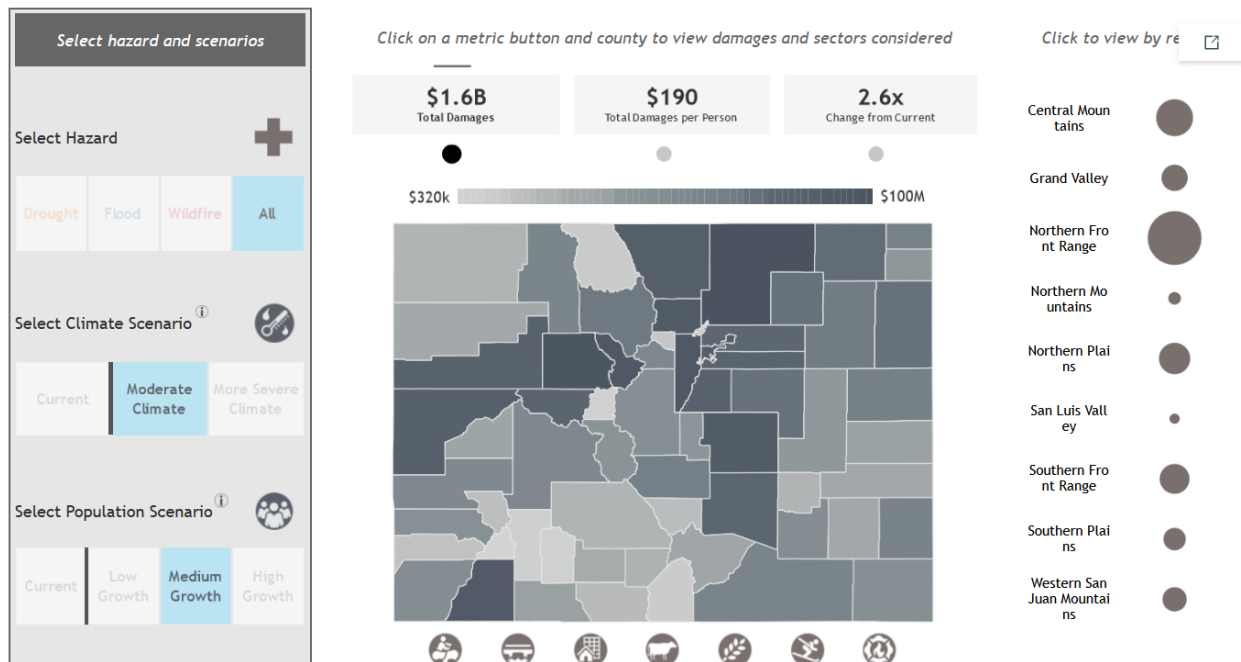 Select hazard and scenarios
Select Hazard
Drought
Flood
Wildfire
All
Select Climate Scenario
i
Current
Moderate
Climate
More Severe
Climate
Select Population Scenario
i
Current
Low
Growth
Medium
Growth
High
Growth
Click on a metric button and county to view damages and sectors considered
$1.6B
Total Damages
$190
Total Damages per Person
2.6x
Change from Current
$320k
$100M
Click to view by re
Central Moun
tains
Grand Valley
Northern Fro
nt Range
Northern Mo
untains
Northern Plai
ns
San Luis Vall
ey
Southern Fro
nt Range
Southern Plai
ns
Western San
Juan Mountai
ns